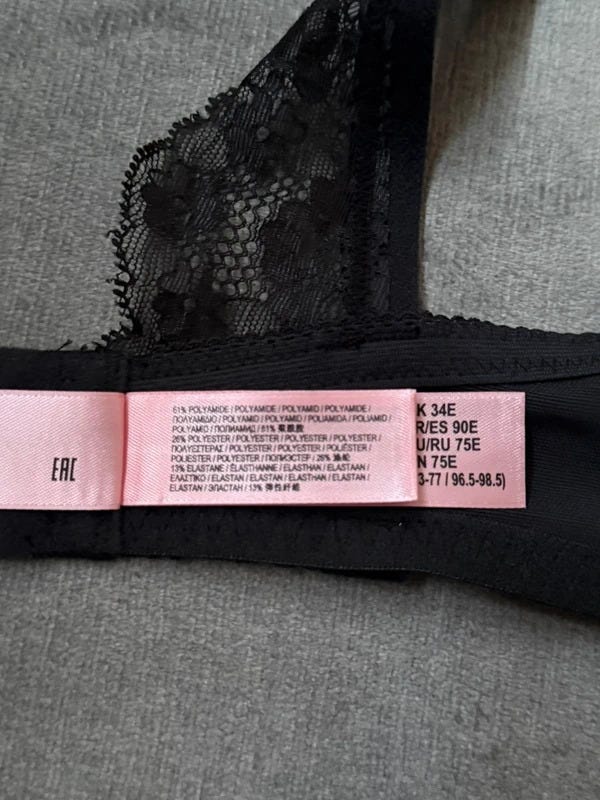 EAC
61% POLYAMIDE / POLYAMIDE / POLYAMID / POLYAMIDE /
ΠΟΛΥΑΜΙΔΙΟ / POLYAMID / POLYAMID / POLIAMIDA / POLIAMID /
POLYAMID / ПОЛИАМИД / 61% 聚酰胺
26% POLYESTER / POLYESTER / POLYESTER / POLYESTER /
ΠΟΛΥΕΣΤΕΡΑΣ / POLYESTER / POLYESTER / POLIÉSTER /
POLIESTER / POLYESTER / ПОЛИЭСТЕР / 26% 涤纶
13% ELASTANE / ÉLASTHANNE / ELASTHAN / ELASTAAN /
ΕΛΑΣΤΙΚΟ / ELASTAN / ELASTHAN / ELASTAN /
ELASTAN / ЭЛАСТАН / 13% 弹性纤维
K 34E
R/ES 90E
U/RU 75E
N 75E
3-77 / 96.5-98.5)